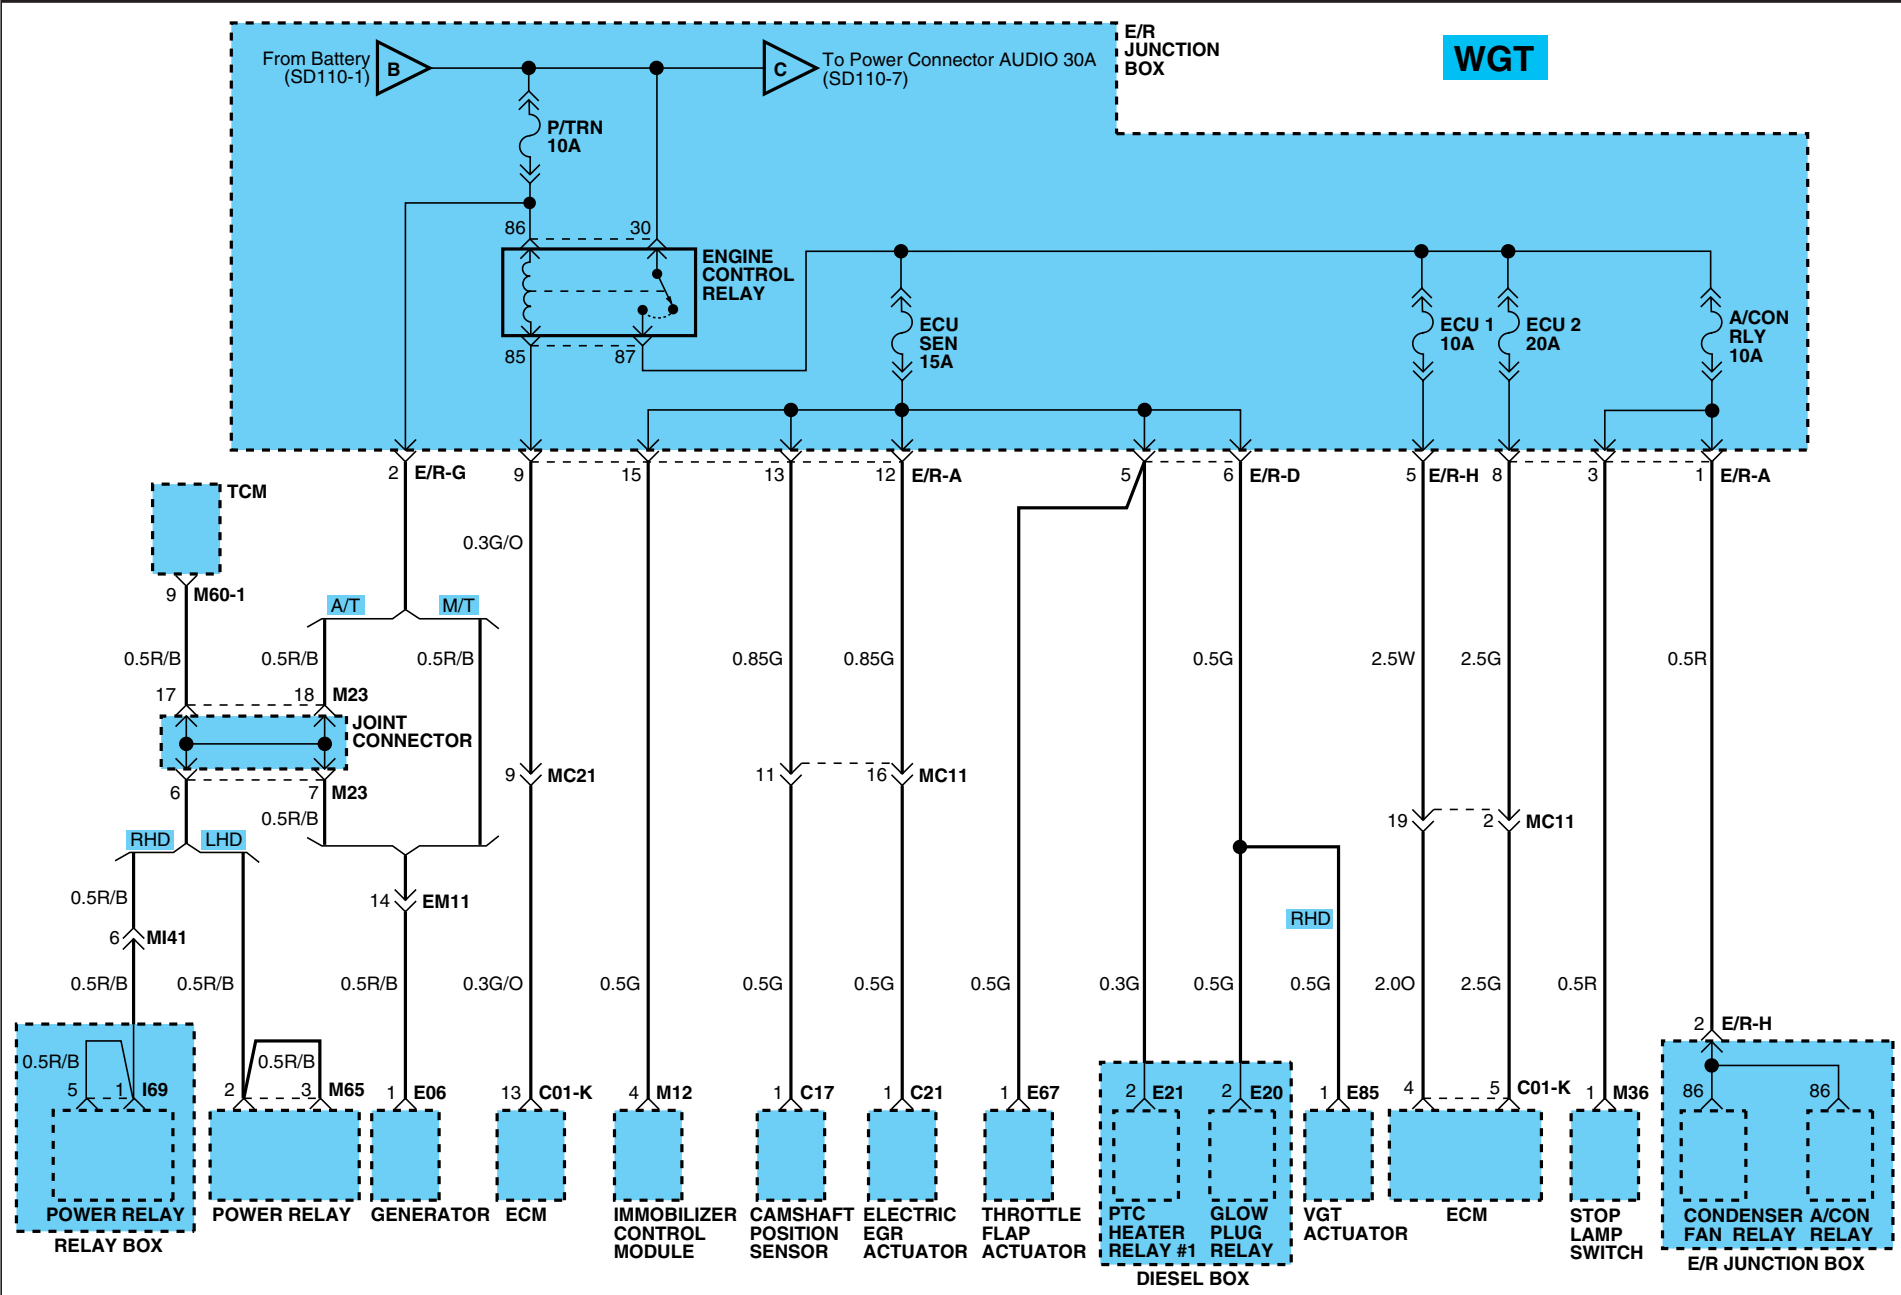 E/R
JUNCTION
BOX
WGT
From Battery
(SD110-1)
B
C
To Power Connector AUDIO 30A
(SD110-7)
P/TRN
10A
86
30
ENGINE
CONTROL
RELAY
85
87
ECU
SEN
15A
ECU 1
10A
ECU 2
20A
A/CON
RLY
10A
2 E/R-G
9
15
13
12 E/R-A
5
6 E/R-D
5 E/R-H
8
3
1 E/R-A
TCM
9 M60-1
0.3G/O
A/T
M/T
0.5R/B
0.5R/B
0.5R/B
0.85G
0.85G
0.5G
2.5W
2.5G
0.5R
17
18 M23
JOINT
CONNECTOR
6
7 M23
0.5R/B
9 MC21
11
16 MC11
19
2 MC11
RHD
LHD
0.5R/B
14 EM11
RHD
6 MI41
0.5R/B
0.5R/B
0.5R/B
0.3G/O
0.5G
0.5G
0.5G
0.5G
0.3G
0.5G
0.5G
2.0O
2.5G
0.5R
2 E/R-H
0.5R/B
0.5R/B
5
1 I69
2
3 M65
1 E06
13 C01-K
4 M12
1 C17
1 C21
1 E67
2 E21
2 E20
1 E85
4
5 C01-K
1 M36
86
86
POWER RELAY
RELAY BOX
POWER RELAY
GENERATOR
ECM
IMMOBILIZER
CONTROL
MODULE
CAMSHAFT
POSITION
SENSOR
ELECTRIC
EGR
ACTUATOR
THROTTLE
FLAP
ACTUATOR
PTC
HEATER
RELAY #1
GLOW
PLUG
RELAY
DIESEL BOX
VGT
ACTUATOR
ECM
STOP
LAMP
SWITCH
CONDENSER
FAN RELAY
A/CON
RELAY
E/R JUNCTION BOX